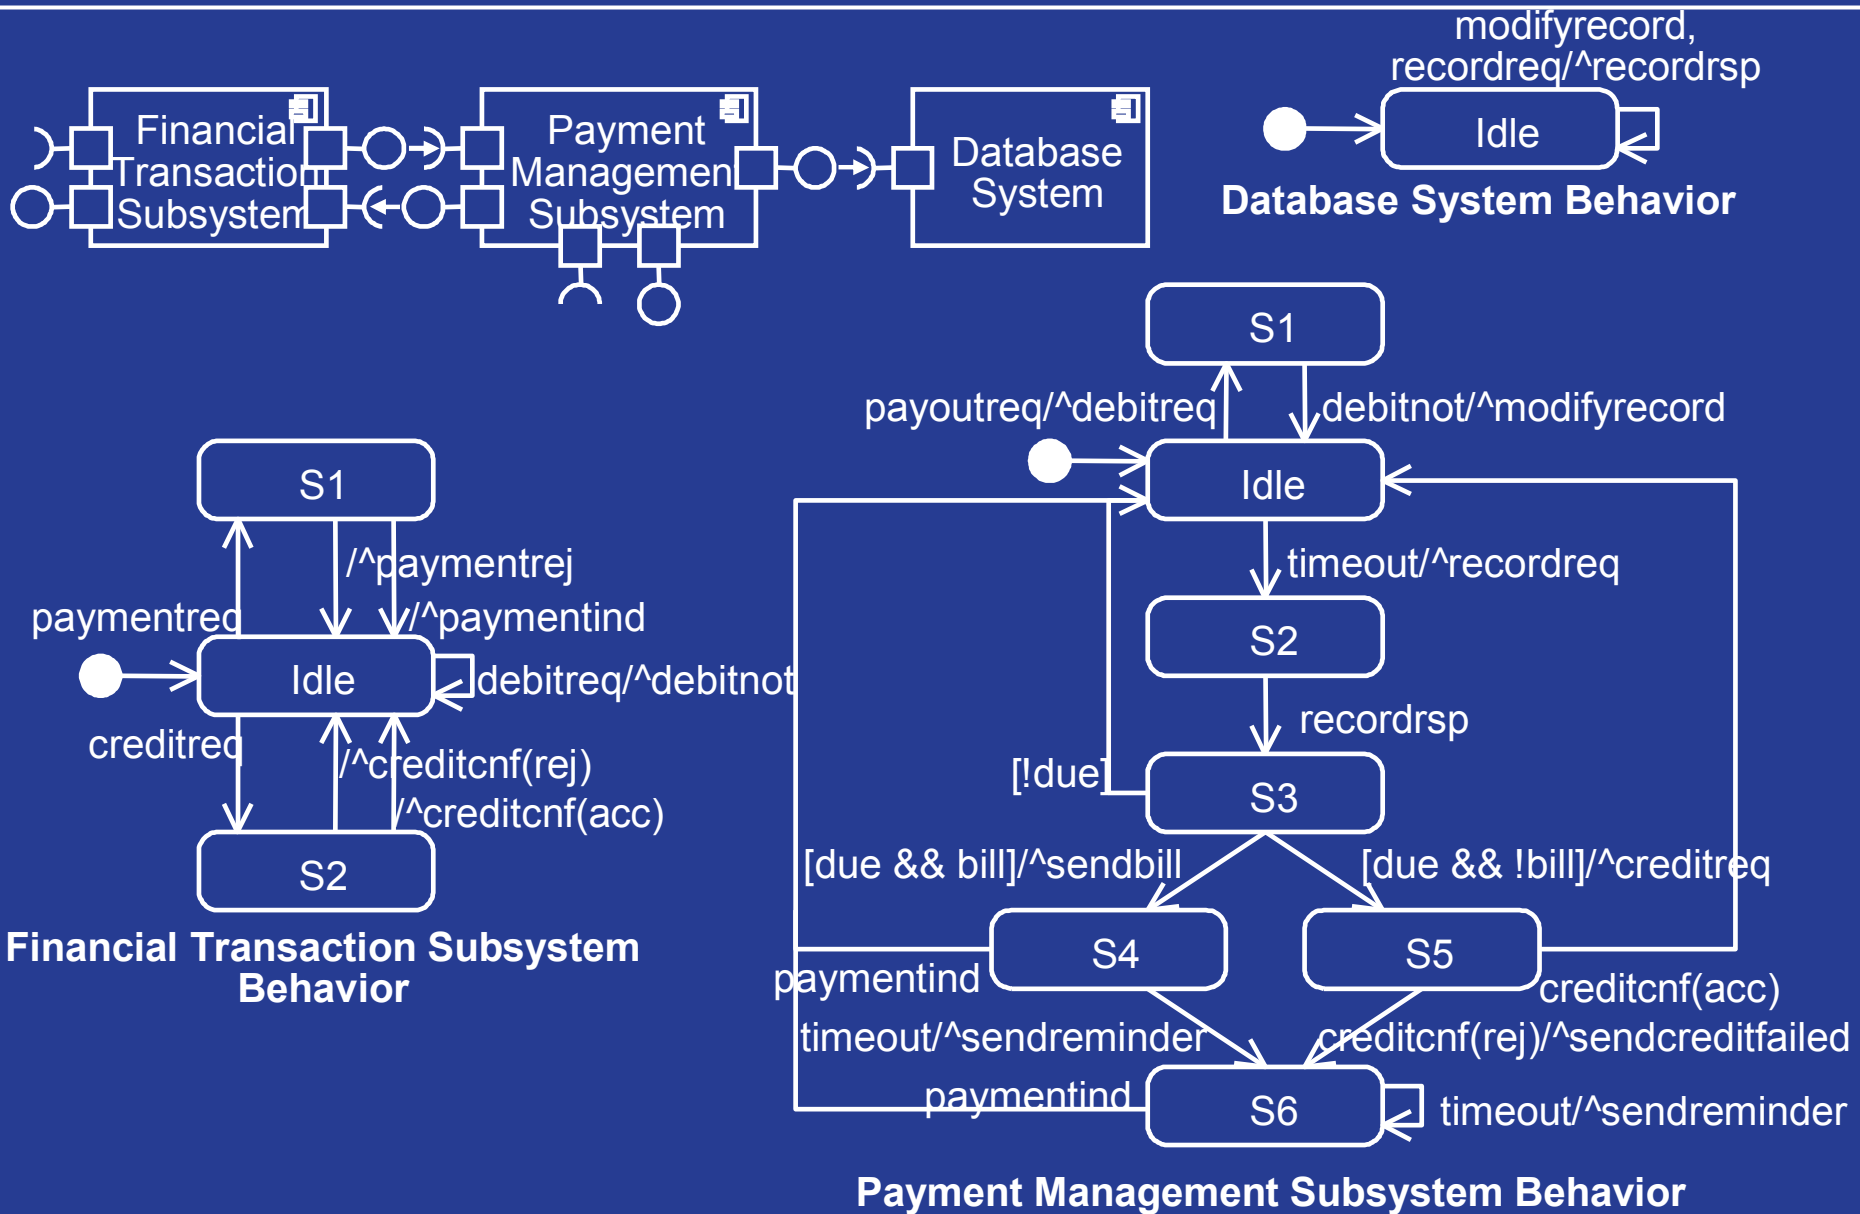 Financial
Transaction
Subsystem
Payment
Management
Subsystem
Database
System
modifyrecord,
recordreq/^recordrsp
Idle
Database System Behavior
S1
payoutreq/^debitreq
debitnot/^modifyrecord
Idle
timeout/^recordreq
S2
recordrsp
[!due]
S3
[due && bill]/^sendbill
[due && !bill]/^creditreq
S4
S5
paymentind
creditcnf(acc)
timeout/^sendreminder
creditcnf(rej)/^sendcreditfailed
paymentind
S6
timeout/^sendreminder
Payment Management Subsystem Behavior
S1
/^paymentrej
paymentreq
/^paymentind
Idle
debitreq/^debitnot
creditreq
/^creditcnf(rej)
/^creditcnf(acc)
S2
Financial Transaction Subsystem
Behavior